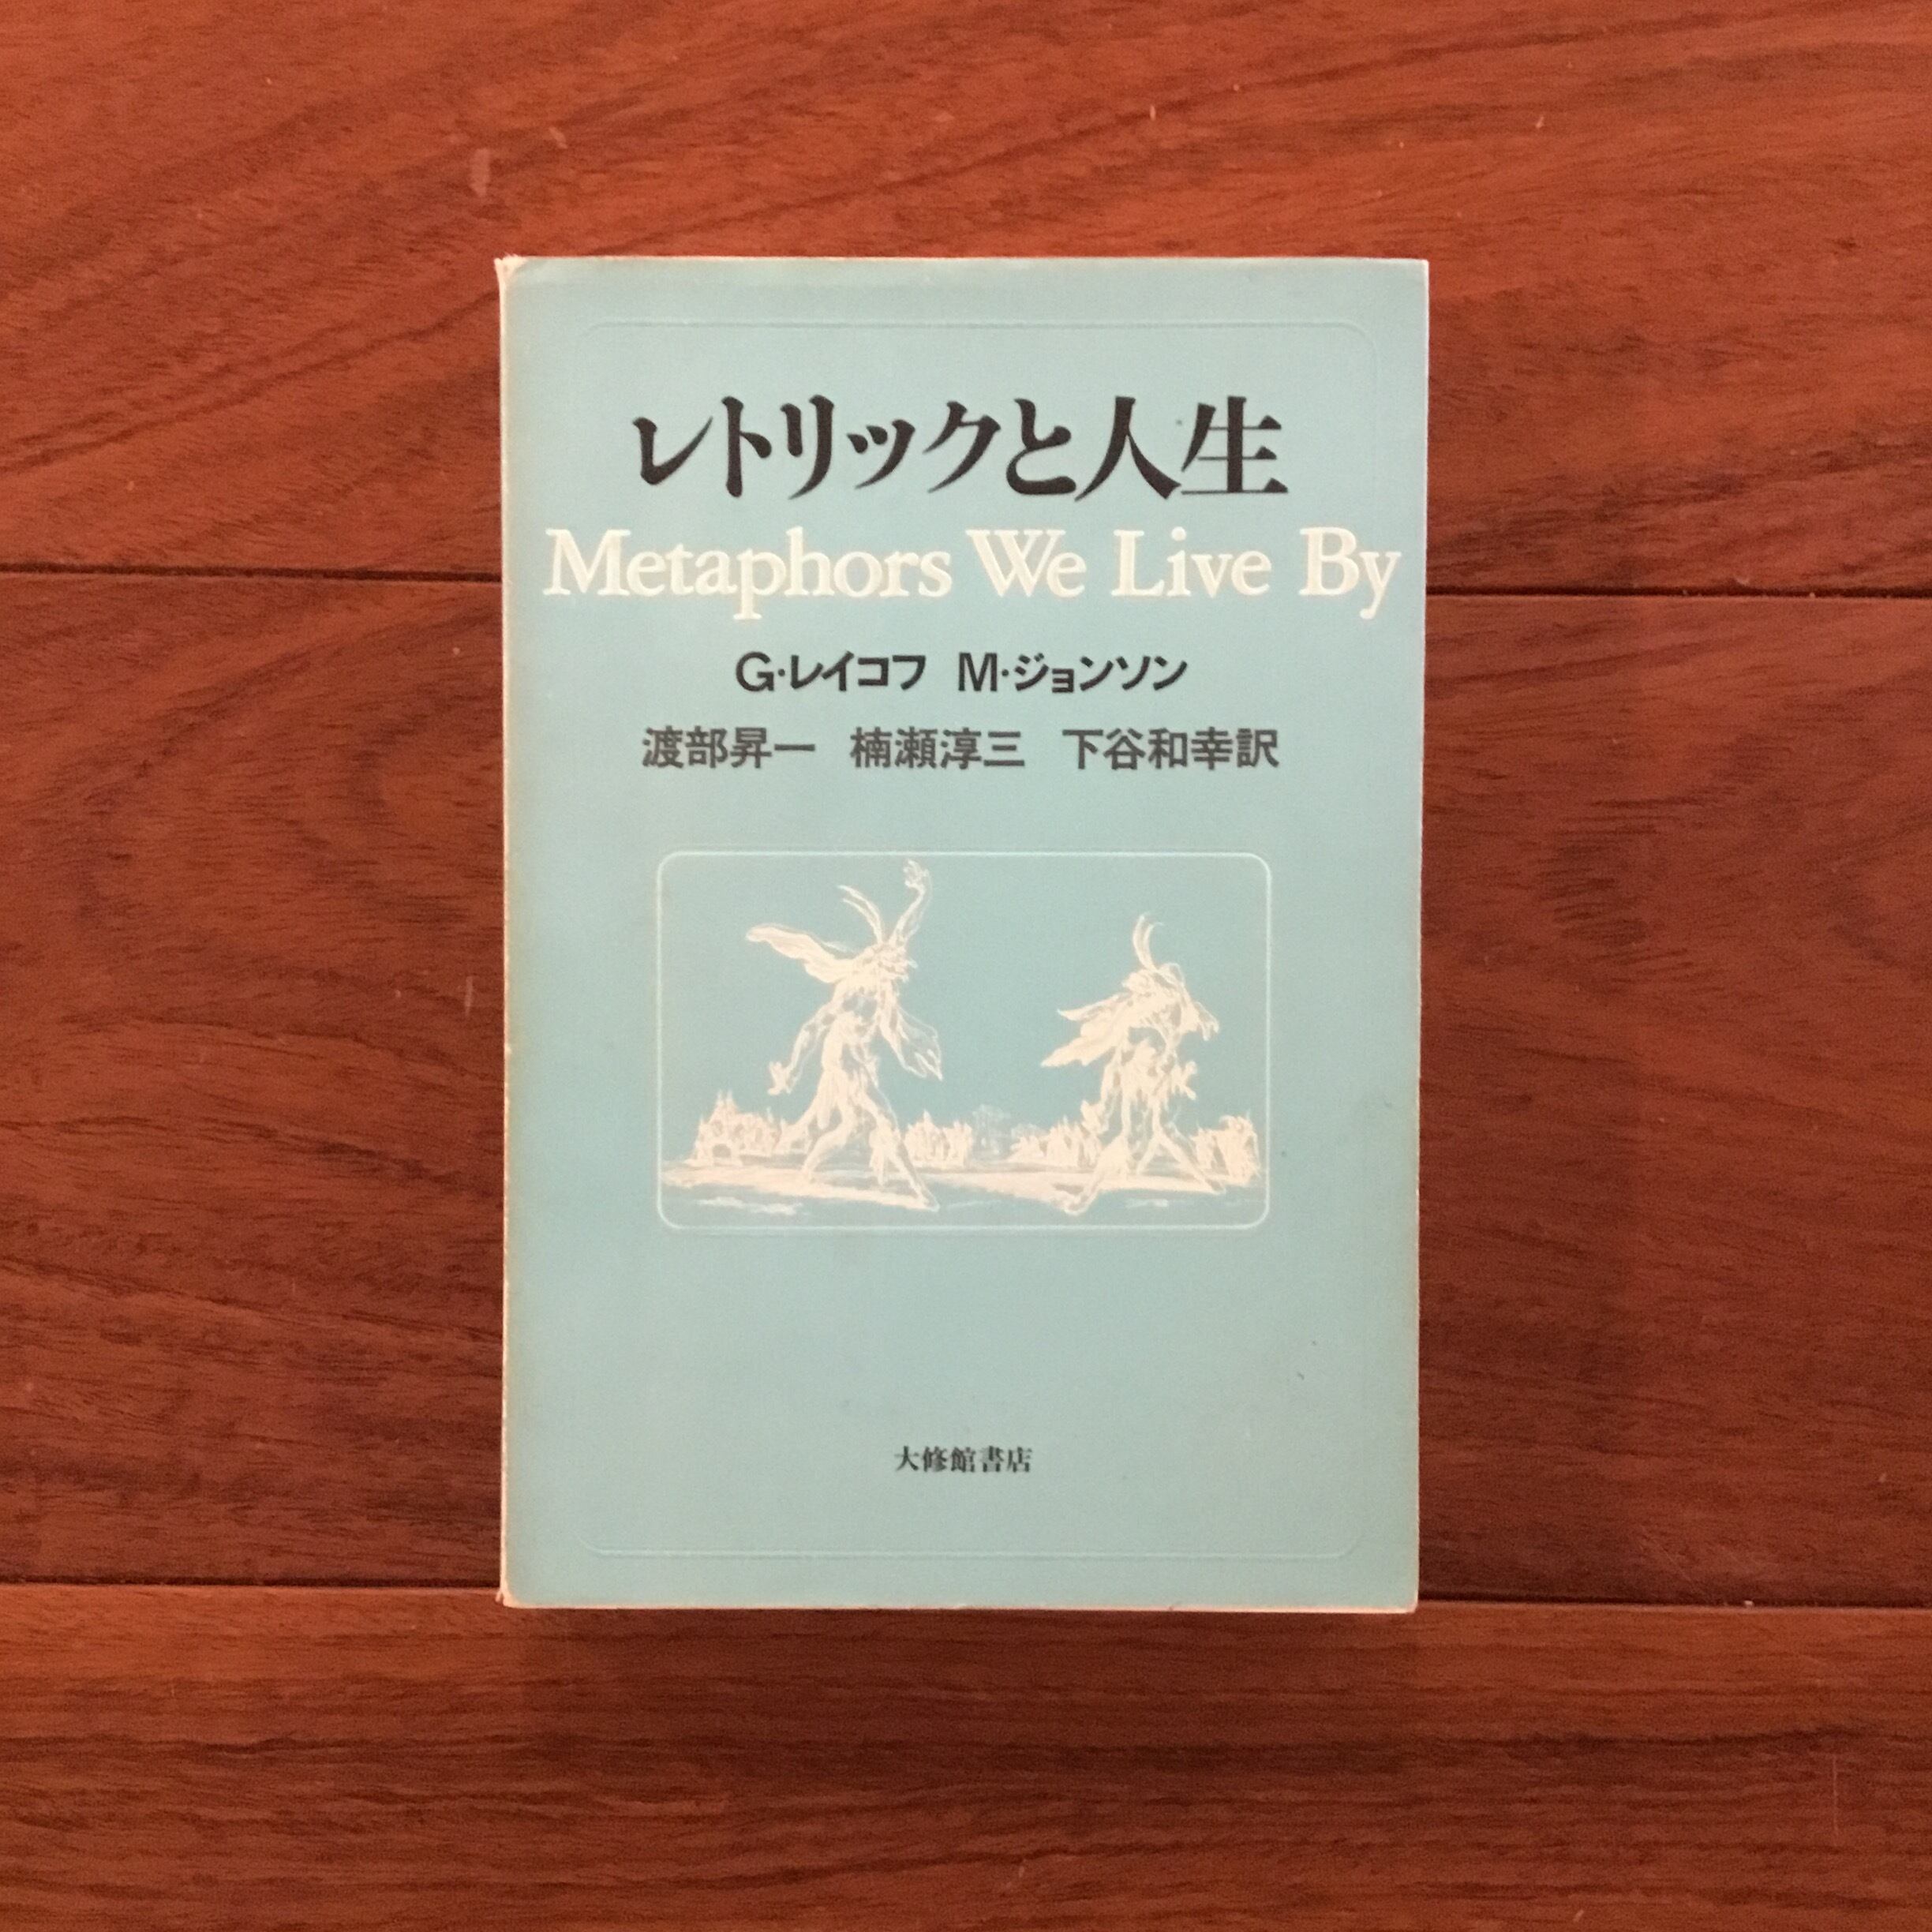 レトリックと人生
Metaphors We Live By
G·レイコフ M·ジョンソン
渡部昇一 楠瀬淳三 下谷和幸訳
大修館書店